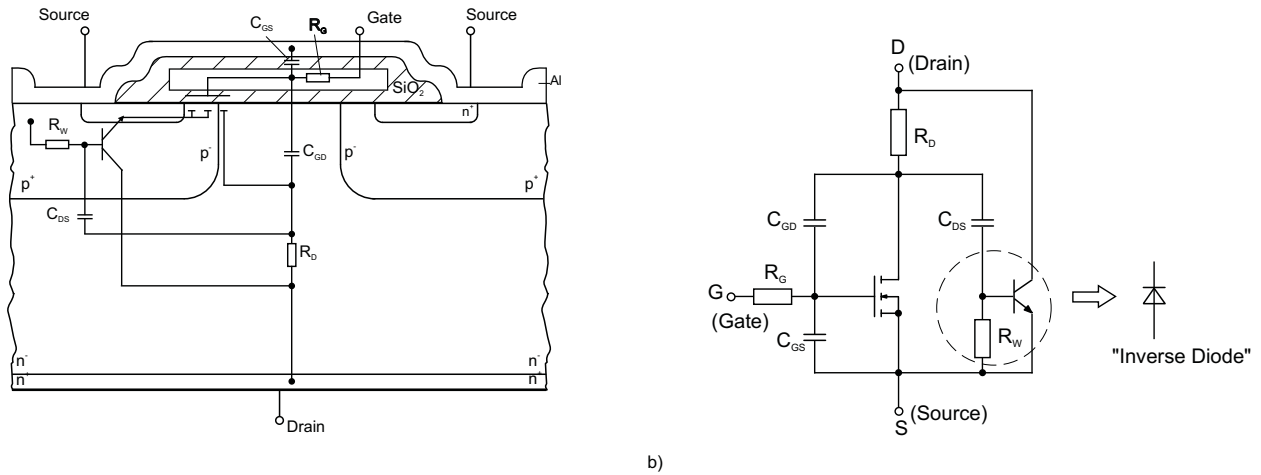 Source
C_GS
R_G
Gate
Source
Al
SiO₂
n⁺
R_W
p⁻
C_GD
p⁻
p⁺
p⁺
C_DS
R_D
n⁻
n⁻
n⁺
n⁺
Drain
D
(Drain)
R_D
C_GD
C_DS
R_G
G
(Gate)
C_GS
R_W
"Inverse Diode"
(Source)
S
b)